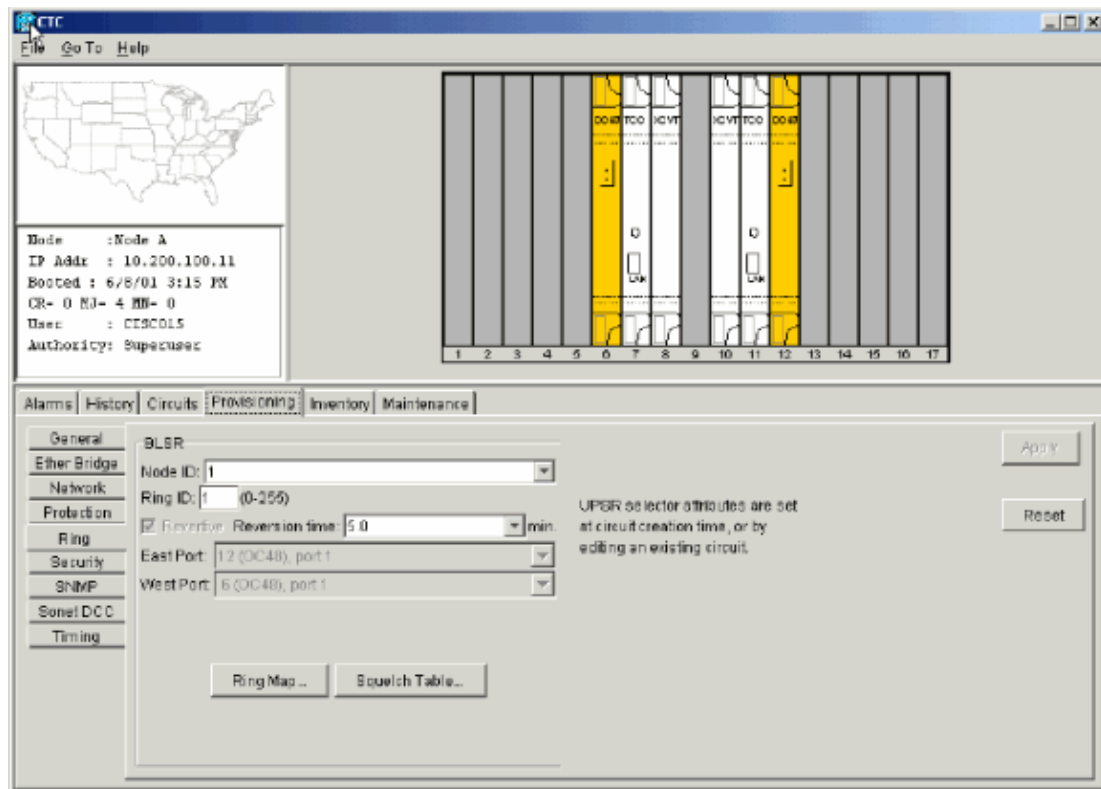 CTC
File Go To Help
OC48 TCC XCVT XCVT TCC OC48
LAN LAN
1 2 3 4 5 6 7 8 9 10 11 12 13 14 15 16 17
Node :Node A
IP Addr : 10.200.100.11
Booted : 6/8/01 3:15 PM
CR- 0 MJ- 4 MN- 0
User : CISCO15
Authority: Superuser
Alarms History Circuits Provisioning Inventory Maintenance
General
Ether Bridge
Network
Protection
Ring
Security
SNMP
Sonet DCC
Timing
BLSR
Node ID: 1
Ring ID: 1 (0-255)
Revertive Reversion time: 5.0 min.
East Port: 12 (OC48), port 1
West Port: 6 (OC48), port 1
Ring Map... Squelch Table...
UPSR selector attributes are set
at circuit creation time, or by
editing an existing circuit.
Apply
Reset